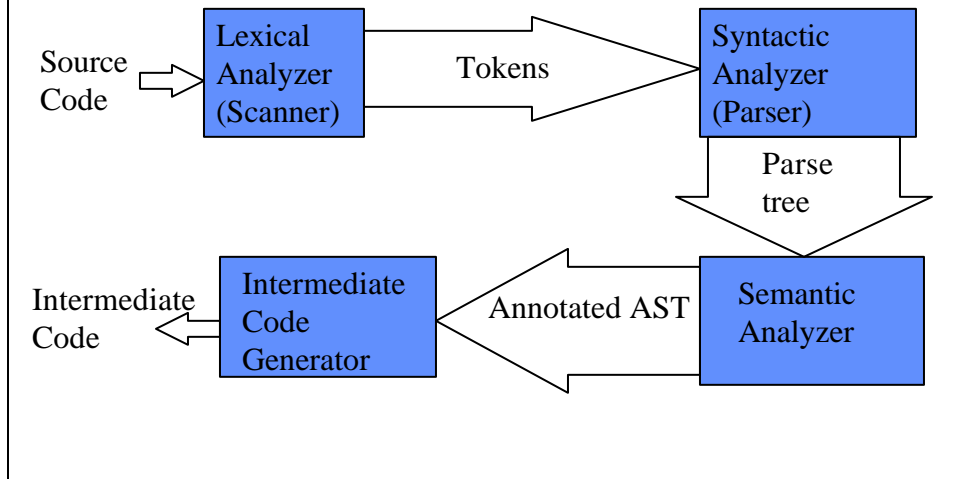 Source
Code
Lexical
Analyzer
(Scanner)
Tokens
Syntactic
Analyzer
(Parser)
Parse
tree
Semantic
Analyzer
Annotated AST
Intermediate
Code
Generator
Intermediate
Code